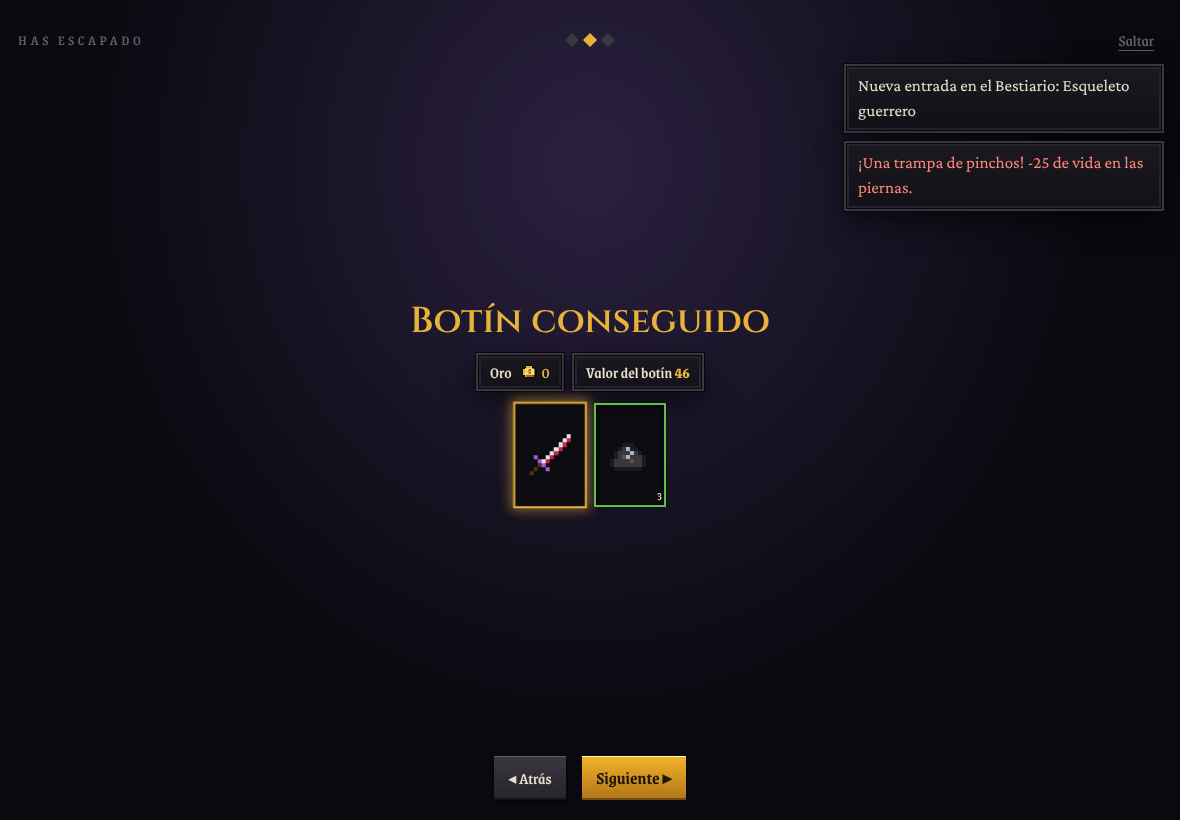 HAS ESCAPADO
Saltar
Nueva entrada en el Bestiario: Esqueleto
guerrero
¡Una trampa de pinchos! -25 de vida en las
piernas.
Botín conseguido
Oro 0
Valor del botín 46
3
◂ Atrás
Siguiente ▸